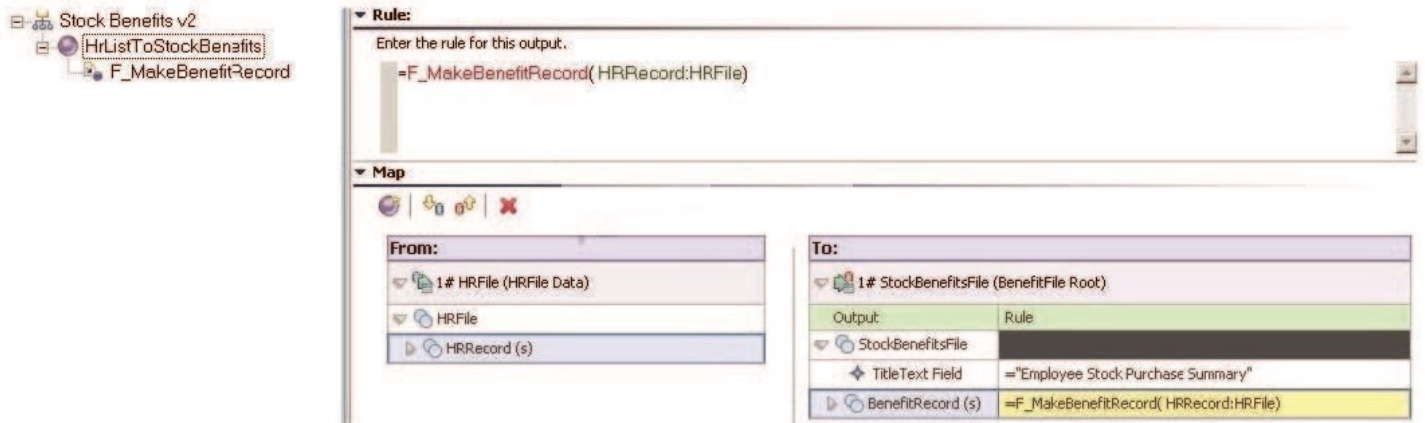 Stock Benefits v2
HrListToStockBenefits
F_MakeBenefitRecord
Rule:
Enter the rule for this output.
=F_MakeBenefitRecord( HRRecord:HRFile)
Map
From:
1# HRFile (HRFile Data)
HRFile
HRRecord (s)
To:
1# StockBenefitsFile (BenefitFile Root)
Output Rule
StockBenefitsFile
TitleText Field ="Employee Stock Purchase Summary"
BenefitRecord (s) =F_MakeBenefitRecord( HRRecord:HRFile)